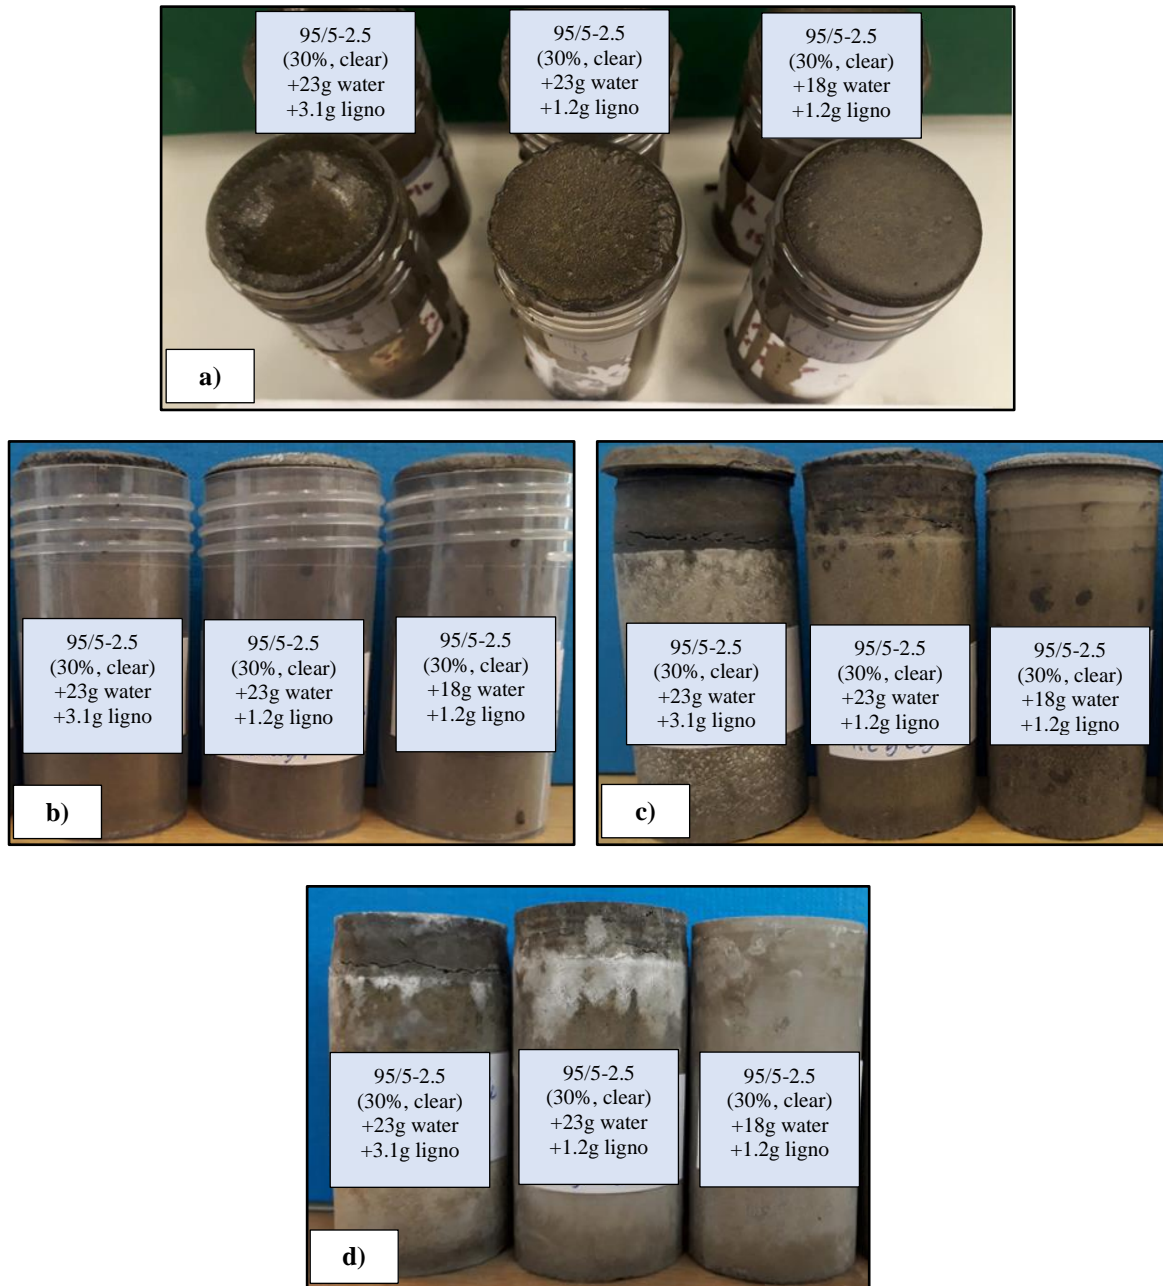 95/5-2.5
(30%, clear)
+23g water
+3.1g ligno
95/5-2.5
(30%, clear)
+23g water
+1.2g ligno
95/5-2.5
(30%, clear)
+18g water
+1.2g ligno
a)
95/5-2.5
(30%, clear)
+23g water
+3.1g ligno
95/5-2.5
(30%, clear)
+23g water
+1.2g ligno
95/5-2.5
(30%, clear)
+18g water
+1.2g ligno
b)
95/5-2.5
(30%, clear)
+23g water
+3.1g ligno
95/5-2.5
(30%, clear)
+23g water
+1.2g ligno
95/5-2.5
(30%, clear)
+18g water
+1.2g ligno
c)
95/5-2.5
(30%, clear)
+23g water
+3.1g ligno
95/5-2.5
(30%, clear)
+23g water
+1.2g ligno
95/5-2.5
(30%, clear)
+18g water
+1.2g ligno
d)